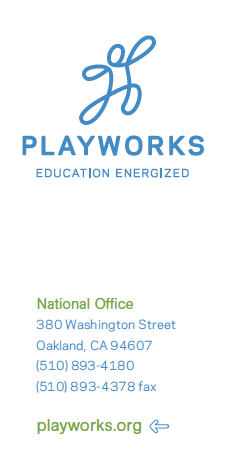 PLAYWORKS
EDUCATION ENERGIZED
National Office
380 Washington Street
Oakland, CA 94607
(510) 893-4180
(510) 893-4378 fax
playworks.org